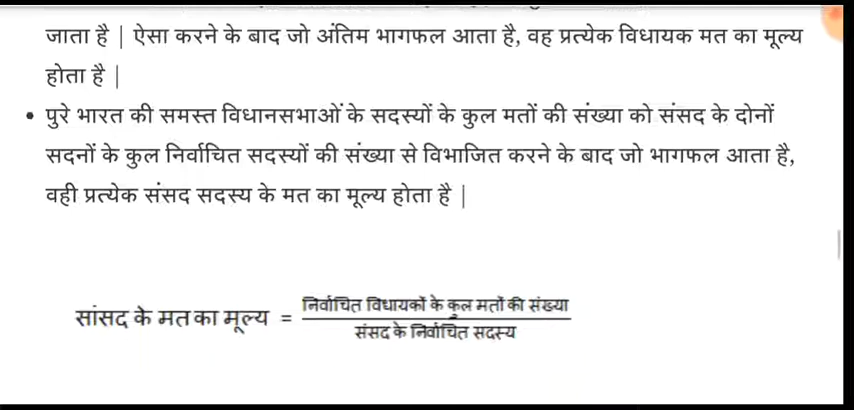 जाता है | ऐसा करने के बाद जो अंतिम भागफल आता है, वह प्रत्येक विधायक मत का मूल्य
होता है |
• पुरे भारत की समस्त विधानसभाओं के सदस्यों के कुल मतों की संख्या को संसद के दोनों
सदनों के कुल निर्वाचित सदस्यों की संख्या से विभाजित करने के बाद जो भागफल आता है,
वही प्रत्येक संसद सदस्य के मत का मूल्य होता है |
सांसद के मत का मूल्य = निर्वाचित विधायकों के कुल मतों की संख्या
संसद के निर्वाचित सदस्य